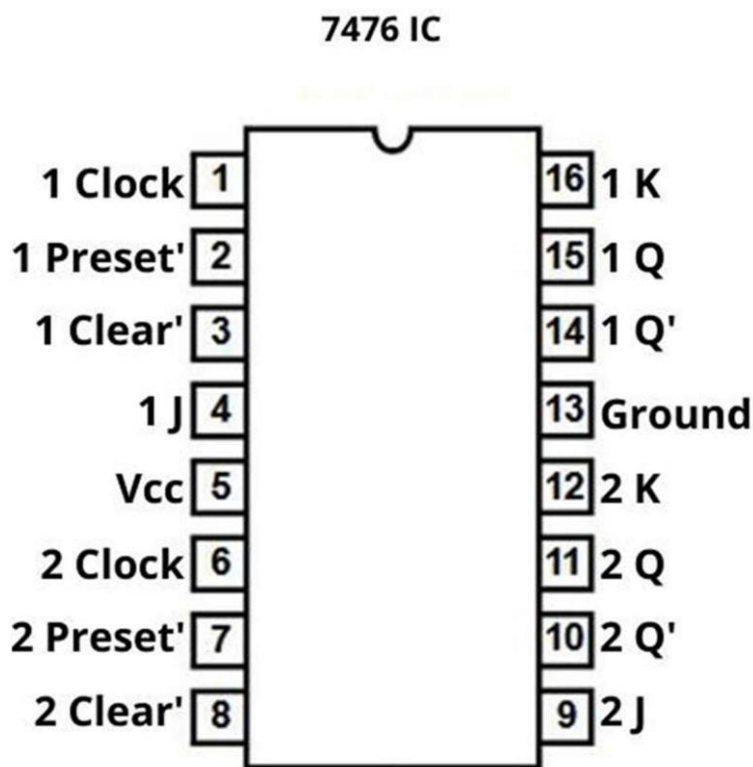 7476 IC
1 Clock 1 16 1 K
1 Preset' 2 15 1 Q
1 Clear' 3 14 1 Q'
1 J 4 13 Ground
Vcc 5 12 2 K
2 Clock 6 11 2 Q
2 Preset' 7 10 2 Q'
2 Clear' 8 9 2 J